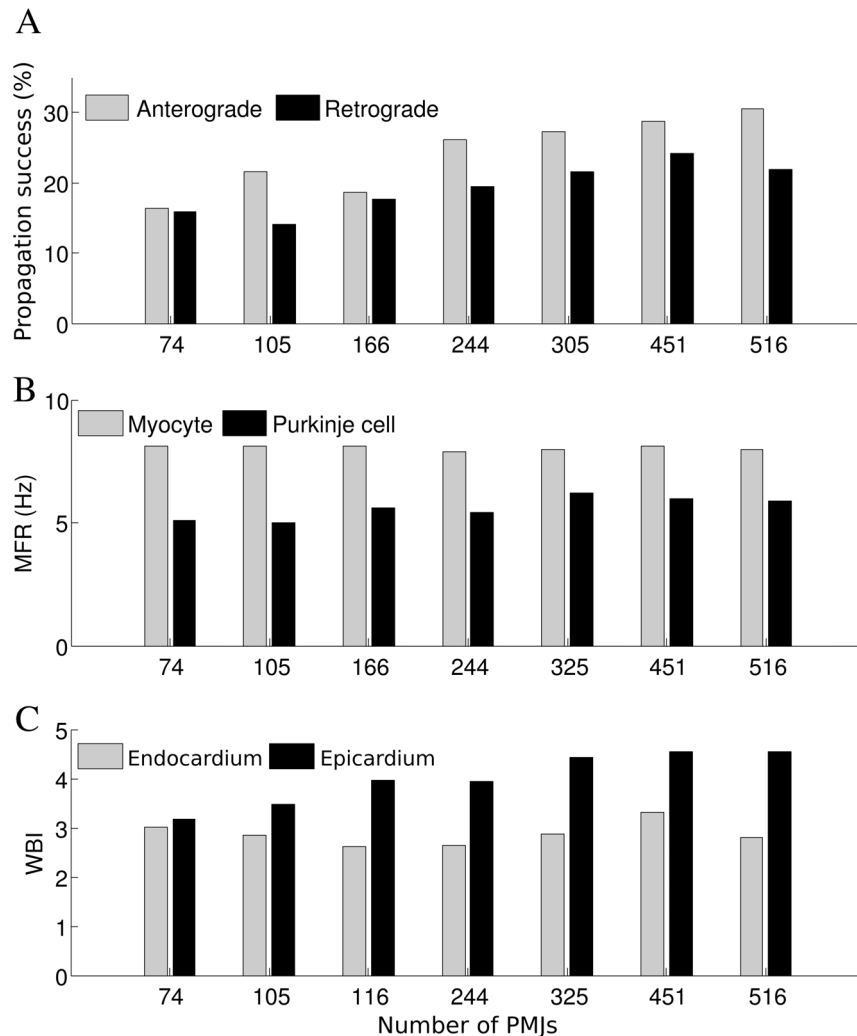 A
Propagation success (%)
Anterograde Retrograde
30
20
10
0
74 105 166 244 305 451 516
B
MFR (Hz)
Myocyte Purkinje cell
10
5
0
74 105 166 244 325 451 516
C
WBI
Endocardium Epicardium
5
4
3
2
1
0
74 105 116 244 325 451 516
Number of PMJs